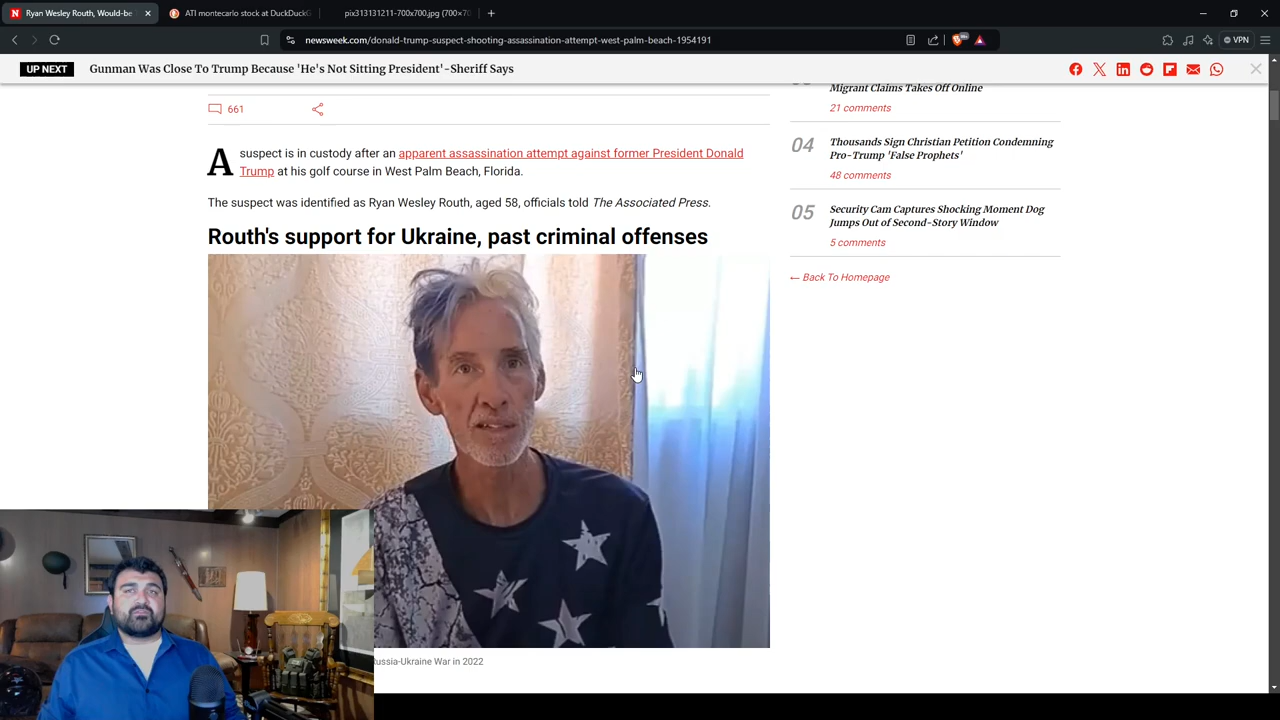 Ryan Wesley Routh, Would-be
ATI montecarlo stock at DuckDuckG
pix313131211-700x700.jpg (700×70
newsweek.com/donald-trump-suspect-shooting-assassination-attempt-west-palm-beach-1954191
VPN
UP NEXT
Gunman Was Close To Trump Because 'He's Not Sitting President'-Sheriff Says
661
A suspect is in custody after an apparent assassination attempt against former President Donald
Trump at his golf course in West Palm Beach, Florida.
The suspect was identified as Ryan Wesley Routh, aged 58, officials told The Associated Press.
Routh's support for Ukraine, past criminal offenses
Russia-Ukraine War in 2022
Migrant Claims Takes Off Online
21 comments
04
Thousands Sign Christian Petition Condemning
Pro-Trump 'False Prophets'
48 comments
05
Security Cam Captures Shocking Moment Dog
Jumps Out of Second-Story Window
5 comments
← Back To Homepage